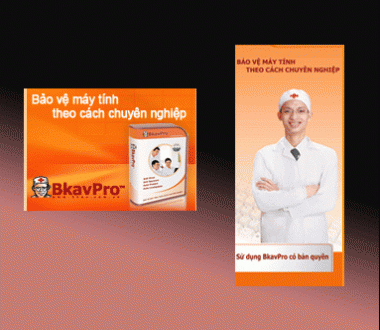 Bảo vệ máy tính
theo cách chuyên nghiệp
BkavPro™
BkavPro
BẢO VỆ MÁY TÍNH
THEO CÁCH CHUYÊN NGHIỆP
Sử dụng BkavPro có bản quyền